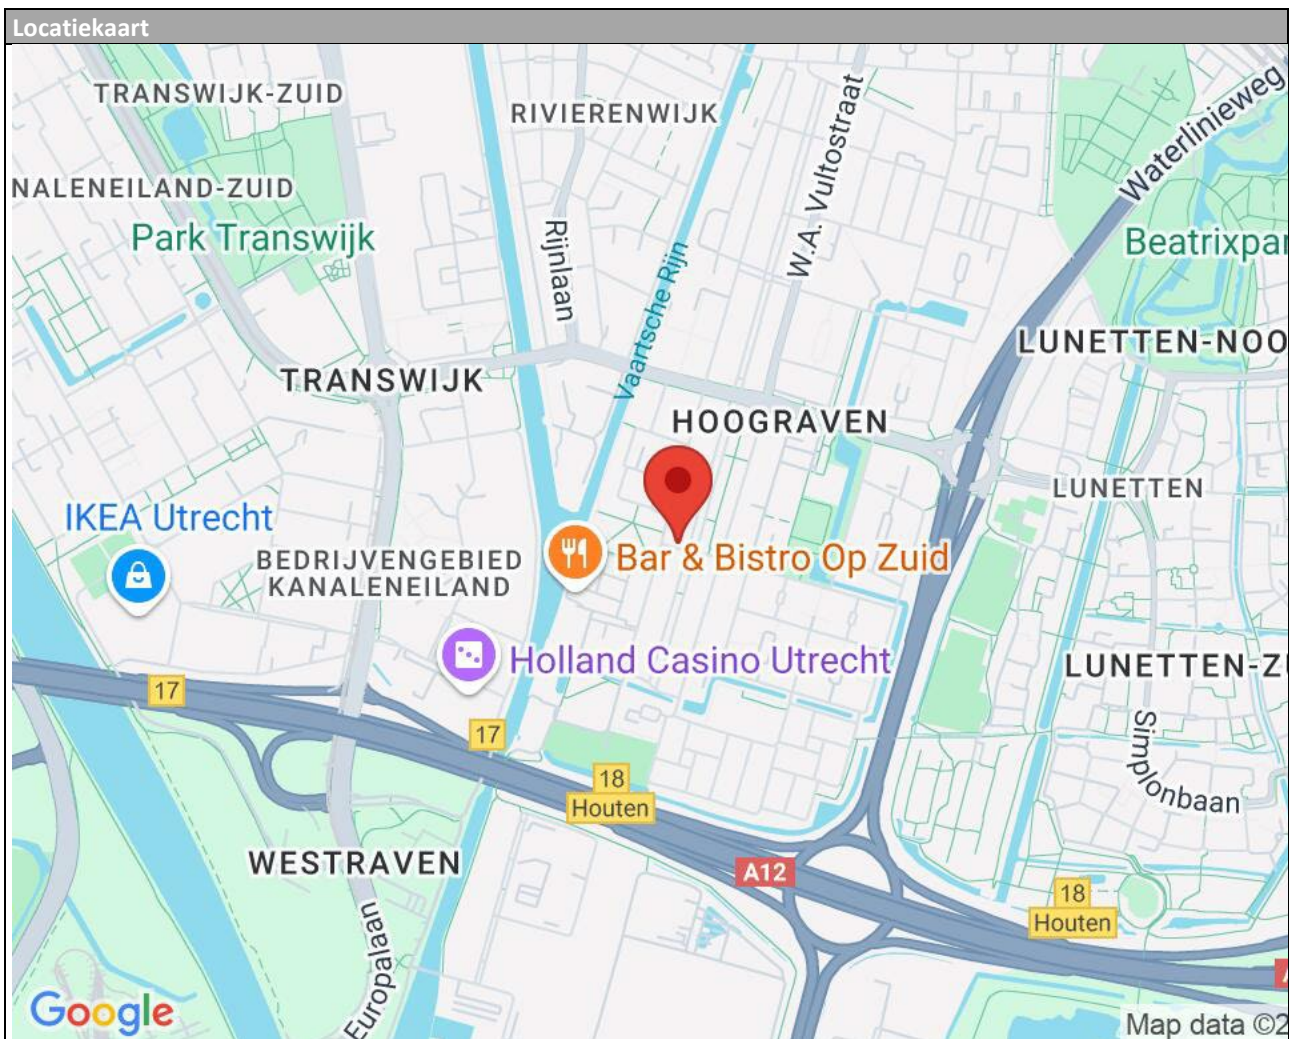 Locatiekaart
TRANSWIJK-ZUID
RIVIERENWIJK
W.A. Vultostraat
Waterlinieweg
NALENEILAND-ZUID
Park Transwijk
Rijnlaan
Vaartsche Rijn
Beatrixpar
LUNETTEN-NOO
TRANSWIJK
HOOGRAVEN
LUNETTEN
IKEA Utrecht
BEDRIJVENGEBIED
KANALENEILAND
Bar & Bistro Op Zuid
Holland Casino Utrecht
LUNETTEN-ZU
17
17
Simplonbaan
18
Houten
WESTRAVEN
A12
18
Houten
Europalaan
Google
Map data ©2